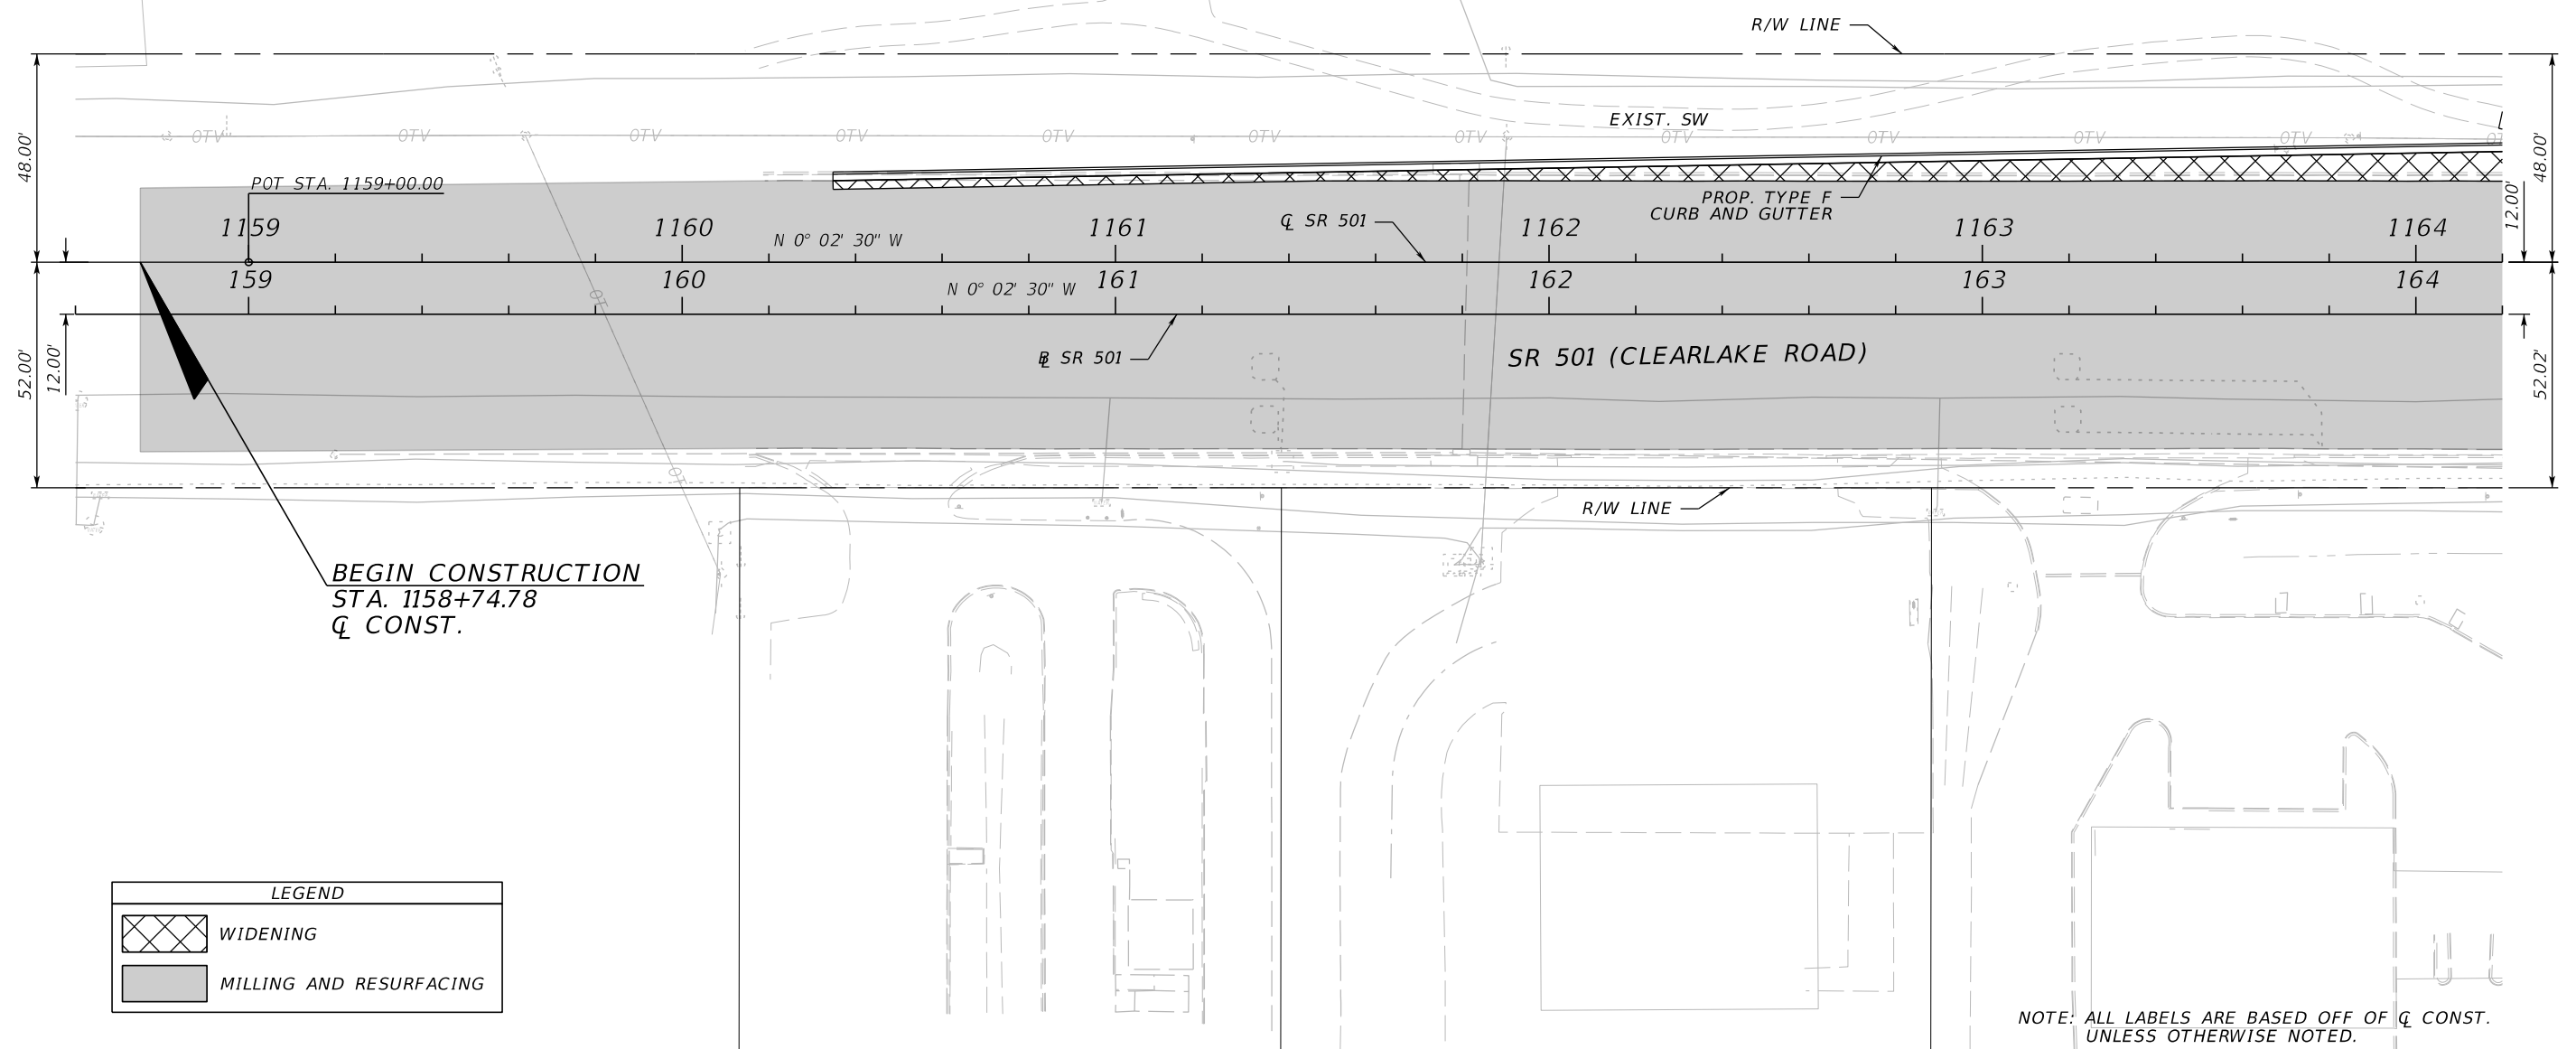 R/W LINE
48.00'
EXIST. SW
OTV OTV OTV OTV OTV OTV OTV OTV OTV OTV OTV
48.00'
POT STA. 1159+00.00
PROP. TYPE F
CURB AND GUTTER
12.00'
1159 1160 1161 1162 1163 1164
N 0° 02' 30" W
℄ SR 501
159 160 161 162 163 164
N 0° 02' 30" W
OT
52.00'
12.00'
B̲L SR 501
SR 501 (CLEARLAKE ROAD)
52.02'
OT
R/W LINE
BEGIN CONSTRUCTION
STA. 1158+74.78
℄ CONST.
LEGEND
WIDENING
MILLING AND RESURFACING
NOTE: ALL LABELS ARE BASED OFF OF ℄ CONST.
UNLESS OTHERWISE NOTED.